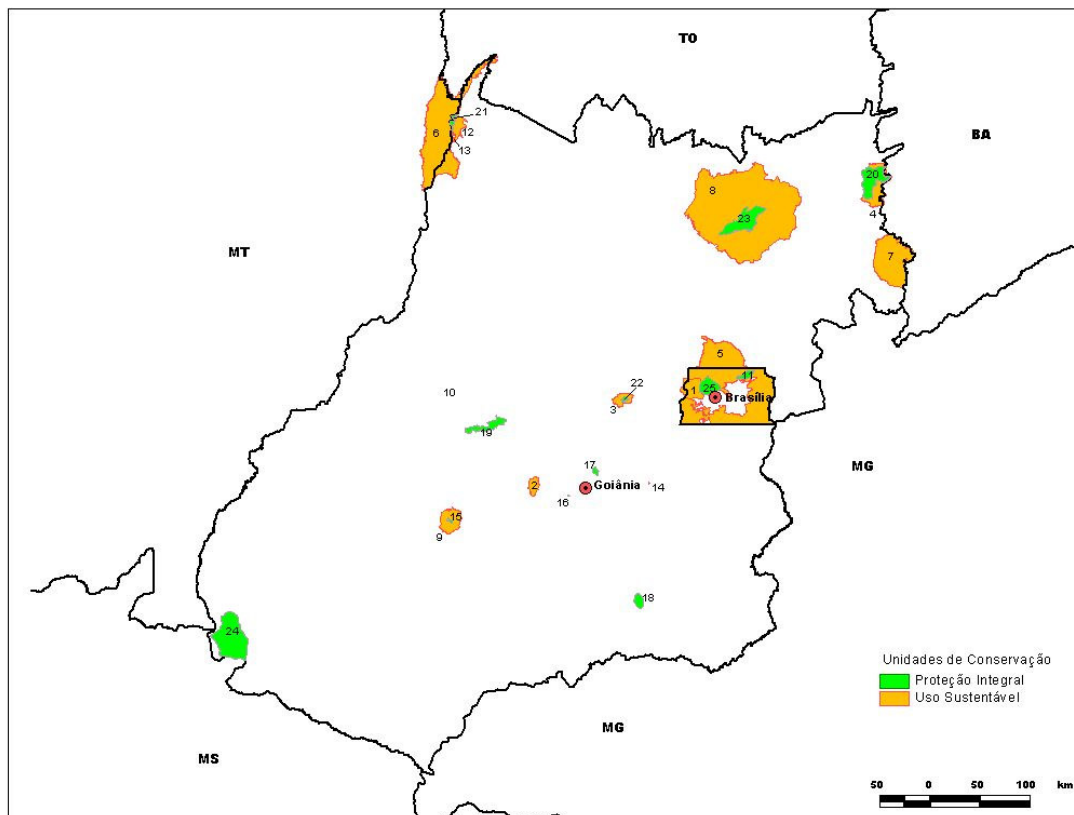 TO
21
6
12
13
BA
20
8
23
4
MT
7
5
11
1
25
Brasília
22
10
3
19
MG
17
Goiânia
2
14
16
15
9
18
24
Unidades de Conservação
Proteção Integral
Uso Sustentável
MG
MS
50 0 50 100 km